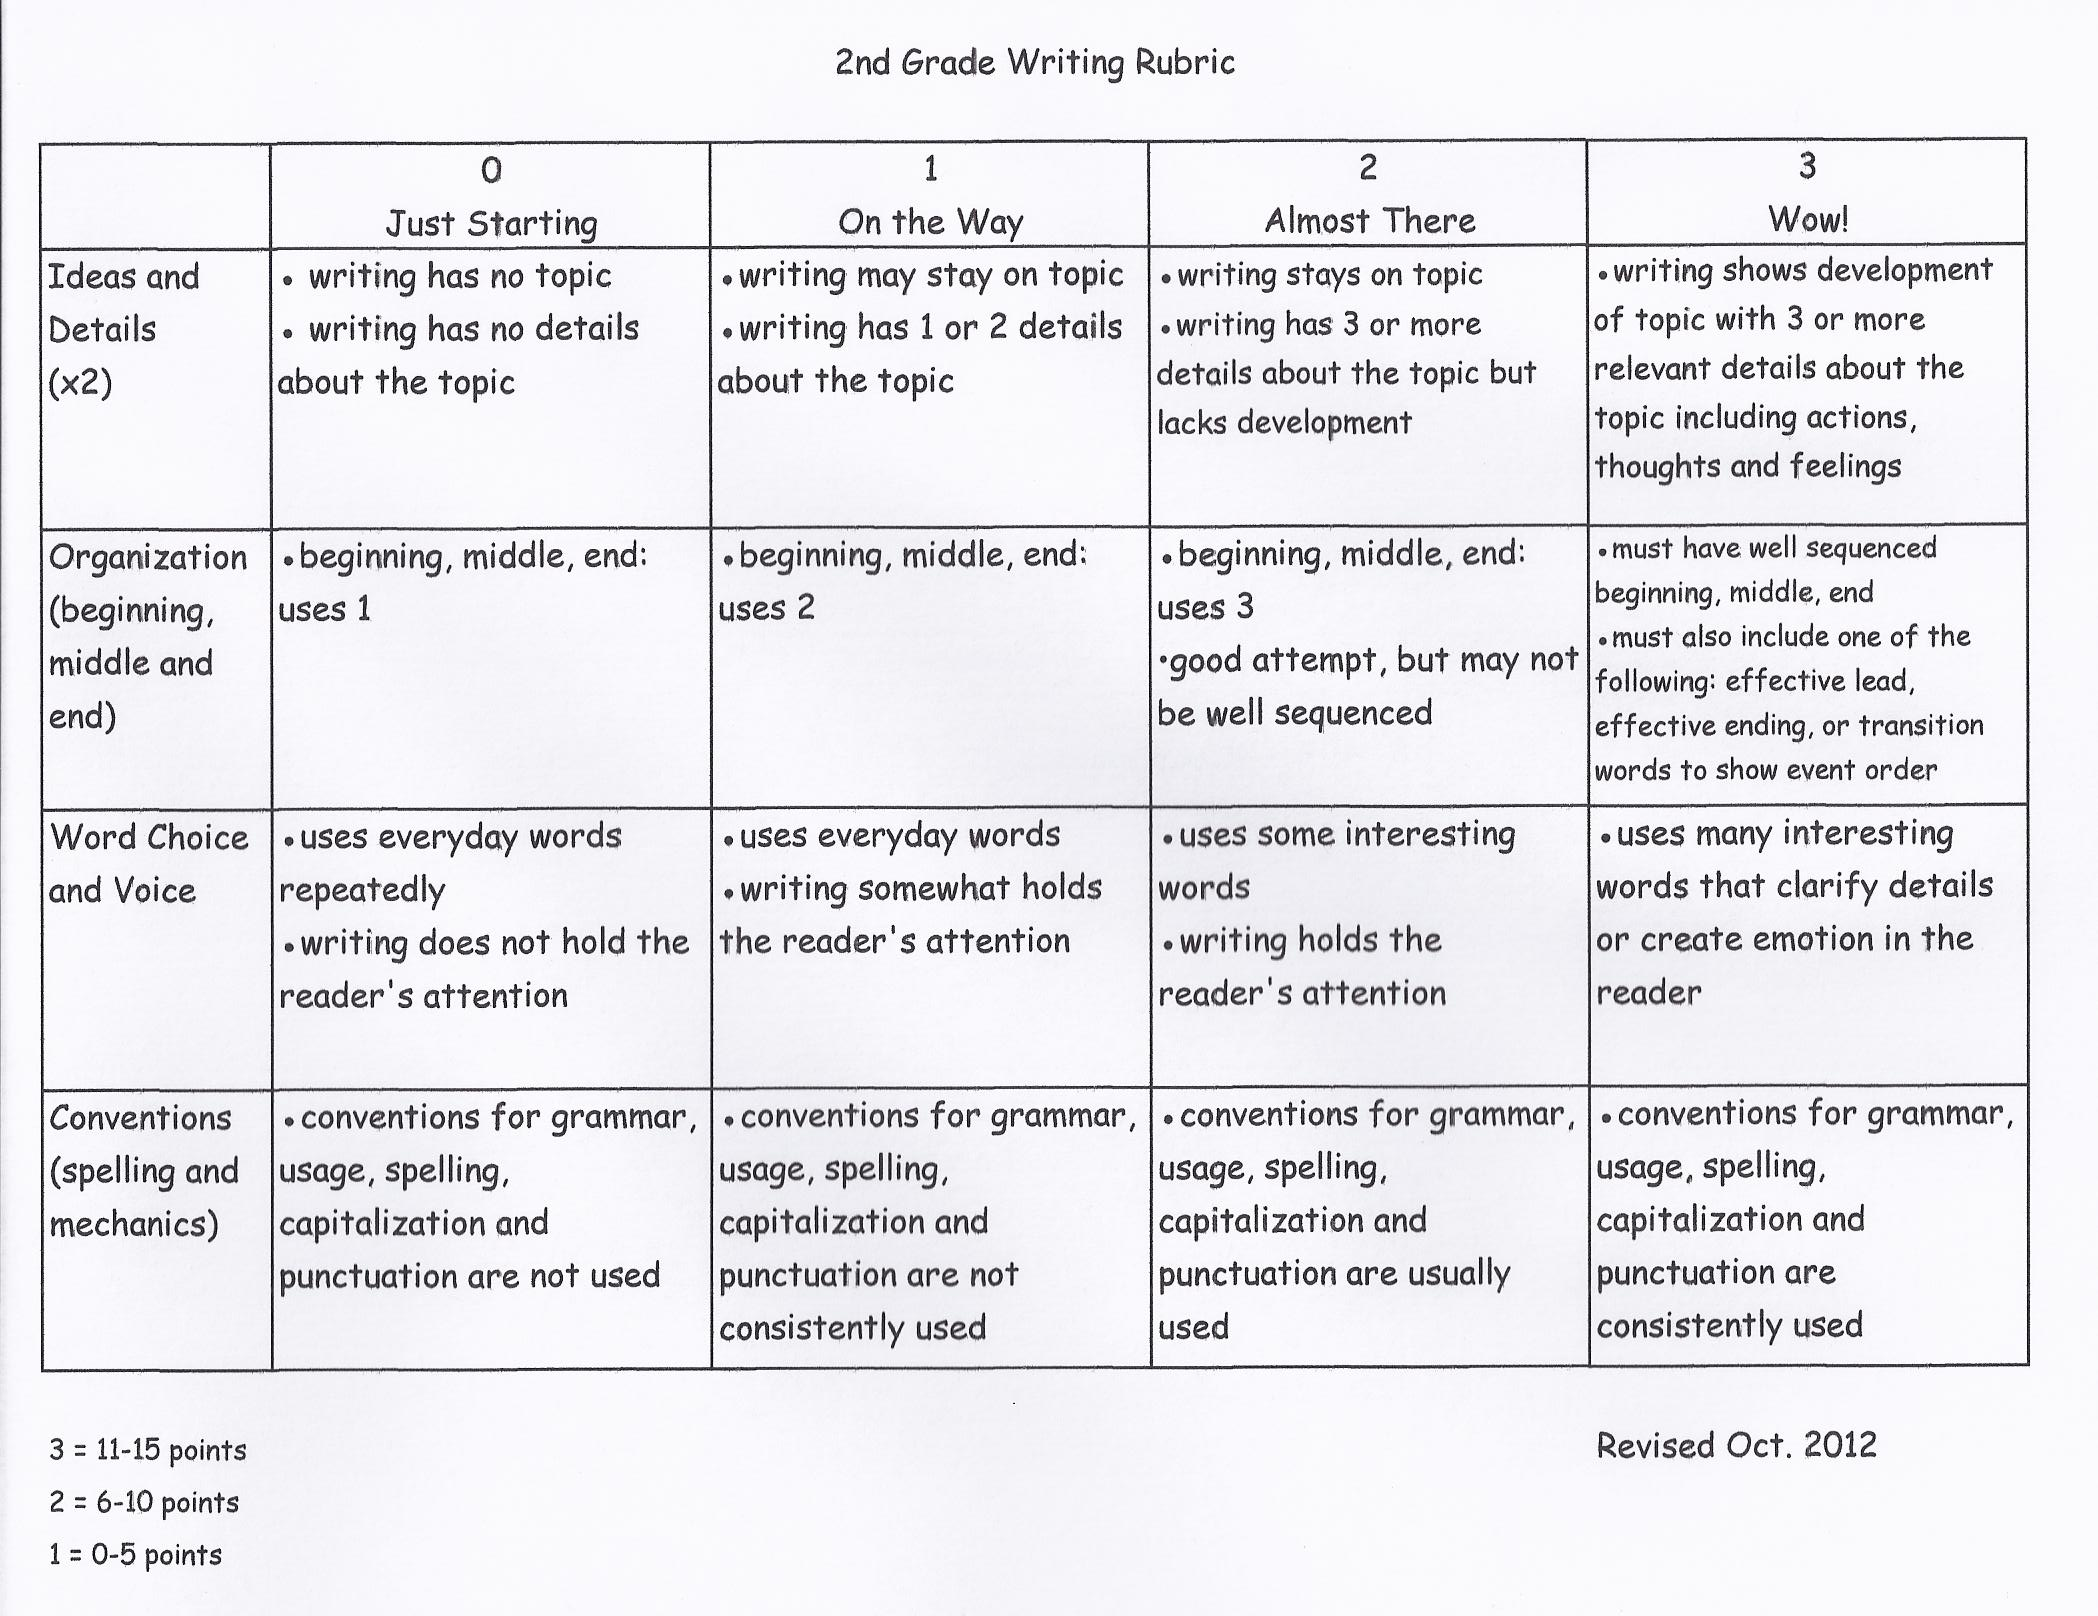 2nd Grade Writing Rubric
0
Just Starting
1
On the Way
2
Almost There
3
Wow!
Ideas and
Details
(x2)
• writing has no topic
• writing has no details
about the topic
•writing may stay on topic
•writing has 1 or 2 details
about the topic
•writing stays on topic
•writing has 3 or more
details about the topic but
lacks development
•writing shows development
of topic with 3 or more
relevant details about the
topic including actions,
thoughts and feelings
Organization
(beginning,
middle and
end)
•beginning, middle, end:
uses 1
•beginning, middle, end:
uses 2
•beginning, middle, end:
uses 3
•good attempt, but may not
be well sequenced
•must have well sequenced
beginning, middle, end
•must also include one of the
following: effective lead,
effective ending, or transition
words to show event order
Word Choice
and Voice
•uses everyday words
repeatedly
•writing does not hold the
reader's attention
•uses everyday words
•writing somewhat holds
the reader's attention
•uses some interesting
words
•writing holds the
reader's attention
•uses many interesting
words that clarify details
or create emotion in the
reader
Conventions
(spelling and
mechanics)
•conventions for grammar,
usage, spelling,
capitalization and
punctuation are not used
•conventions for grammar,
usage, spelling,
capitalization and
punctuation are not
consistently used
•conventions for grammar,
usage, spelling,
capitalization and
punctuation are usually
used
•conventions for grammar,
usage, spelling,
capitalization and
punctuation are
consistently used
3 = 11-15 points
Revised Oct. 2012
2 = 6-10 points
1 = 0-5 points